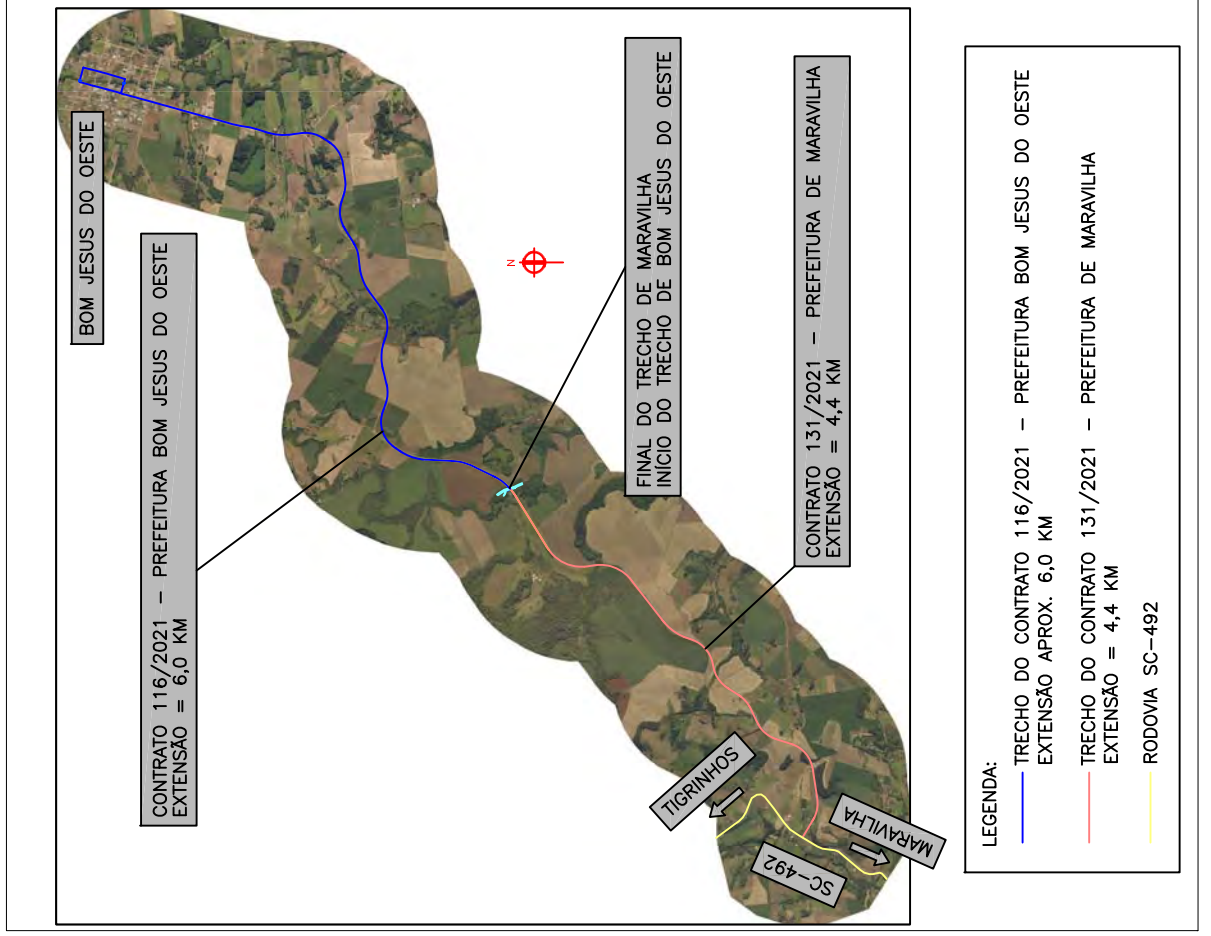 BOM JESUS DO OESTE
CONTRATO 116/2021 – PREFEITURA BOM JESUS DO OESTE
EXTENSÃO = 6,0 KM
N
FINAL DO TRECHO DE MARAVILHA
INÍCIO DO TRECHO DE BOM JESUS DO OESTE
CONTRATO 131/2021 – PREFEITURA DE MARAVILHA
EXTENSÃO = 4,4 KM
TIGRINHOS
SC–492
MARAVILHA
LEGENDA:
TRECHO DO CONTRATO 116/2021 – PREFEITURA BOM JESUS DO OESTE
EXTENSÃO APROX. 6,0 KM
TRECHO DO CONTRATO 131/2021 – PREFEITURA DE MARAVILHA
EXTENSÃO = 4,4 KM
RODOVIA SC–492